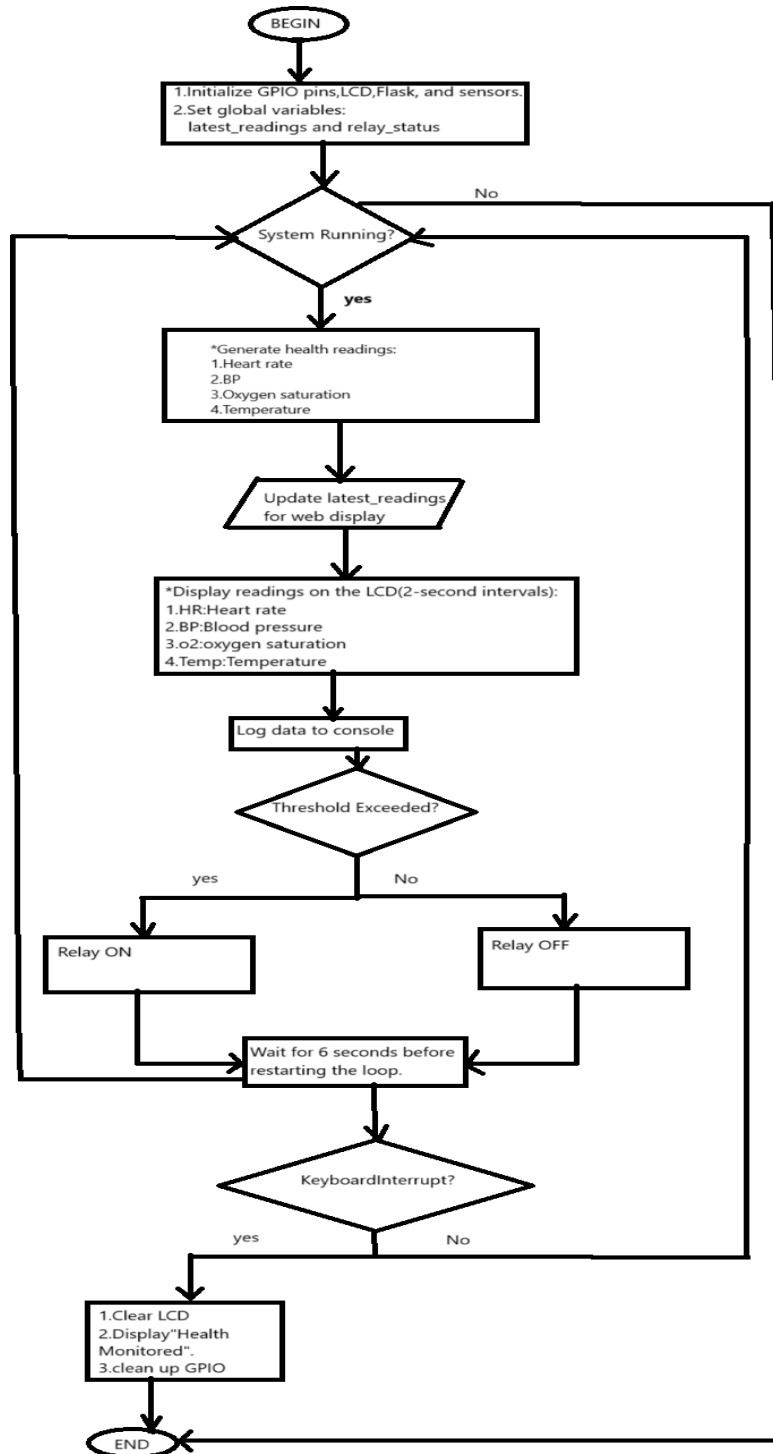 BEGIN
1.Initialize GPIO pins,LCD,Flask, and sensors.
2.Set global variables:
latest_readings and relay_status
No
System Running?
yes
*Generate health readings:
1.Heart rate
2.BP
3.Oxygen saturation
4.Temperature
Update latest_readings
for web display
*Display readings on the LCD(2-second intervals):
1.HR:Heart rate
2.BP:Blood pressure
3.o2:oxygen saturation
4.Temp:Temperature
Log data to console
Threshold Exceeded?
yes
No
Relay ON
Relay OFF
Wait for 6 seconds before
restarting the loop.
KeyboardInterrupt?
yes
No
1.Clear LCD
2.Display"Health
Monitored".
3.clean up GPIO
END